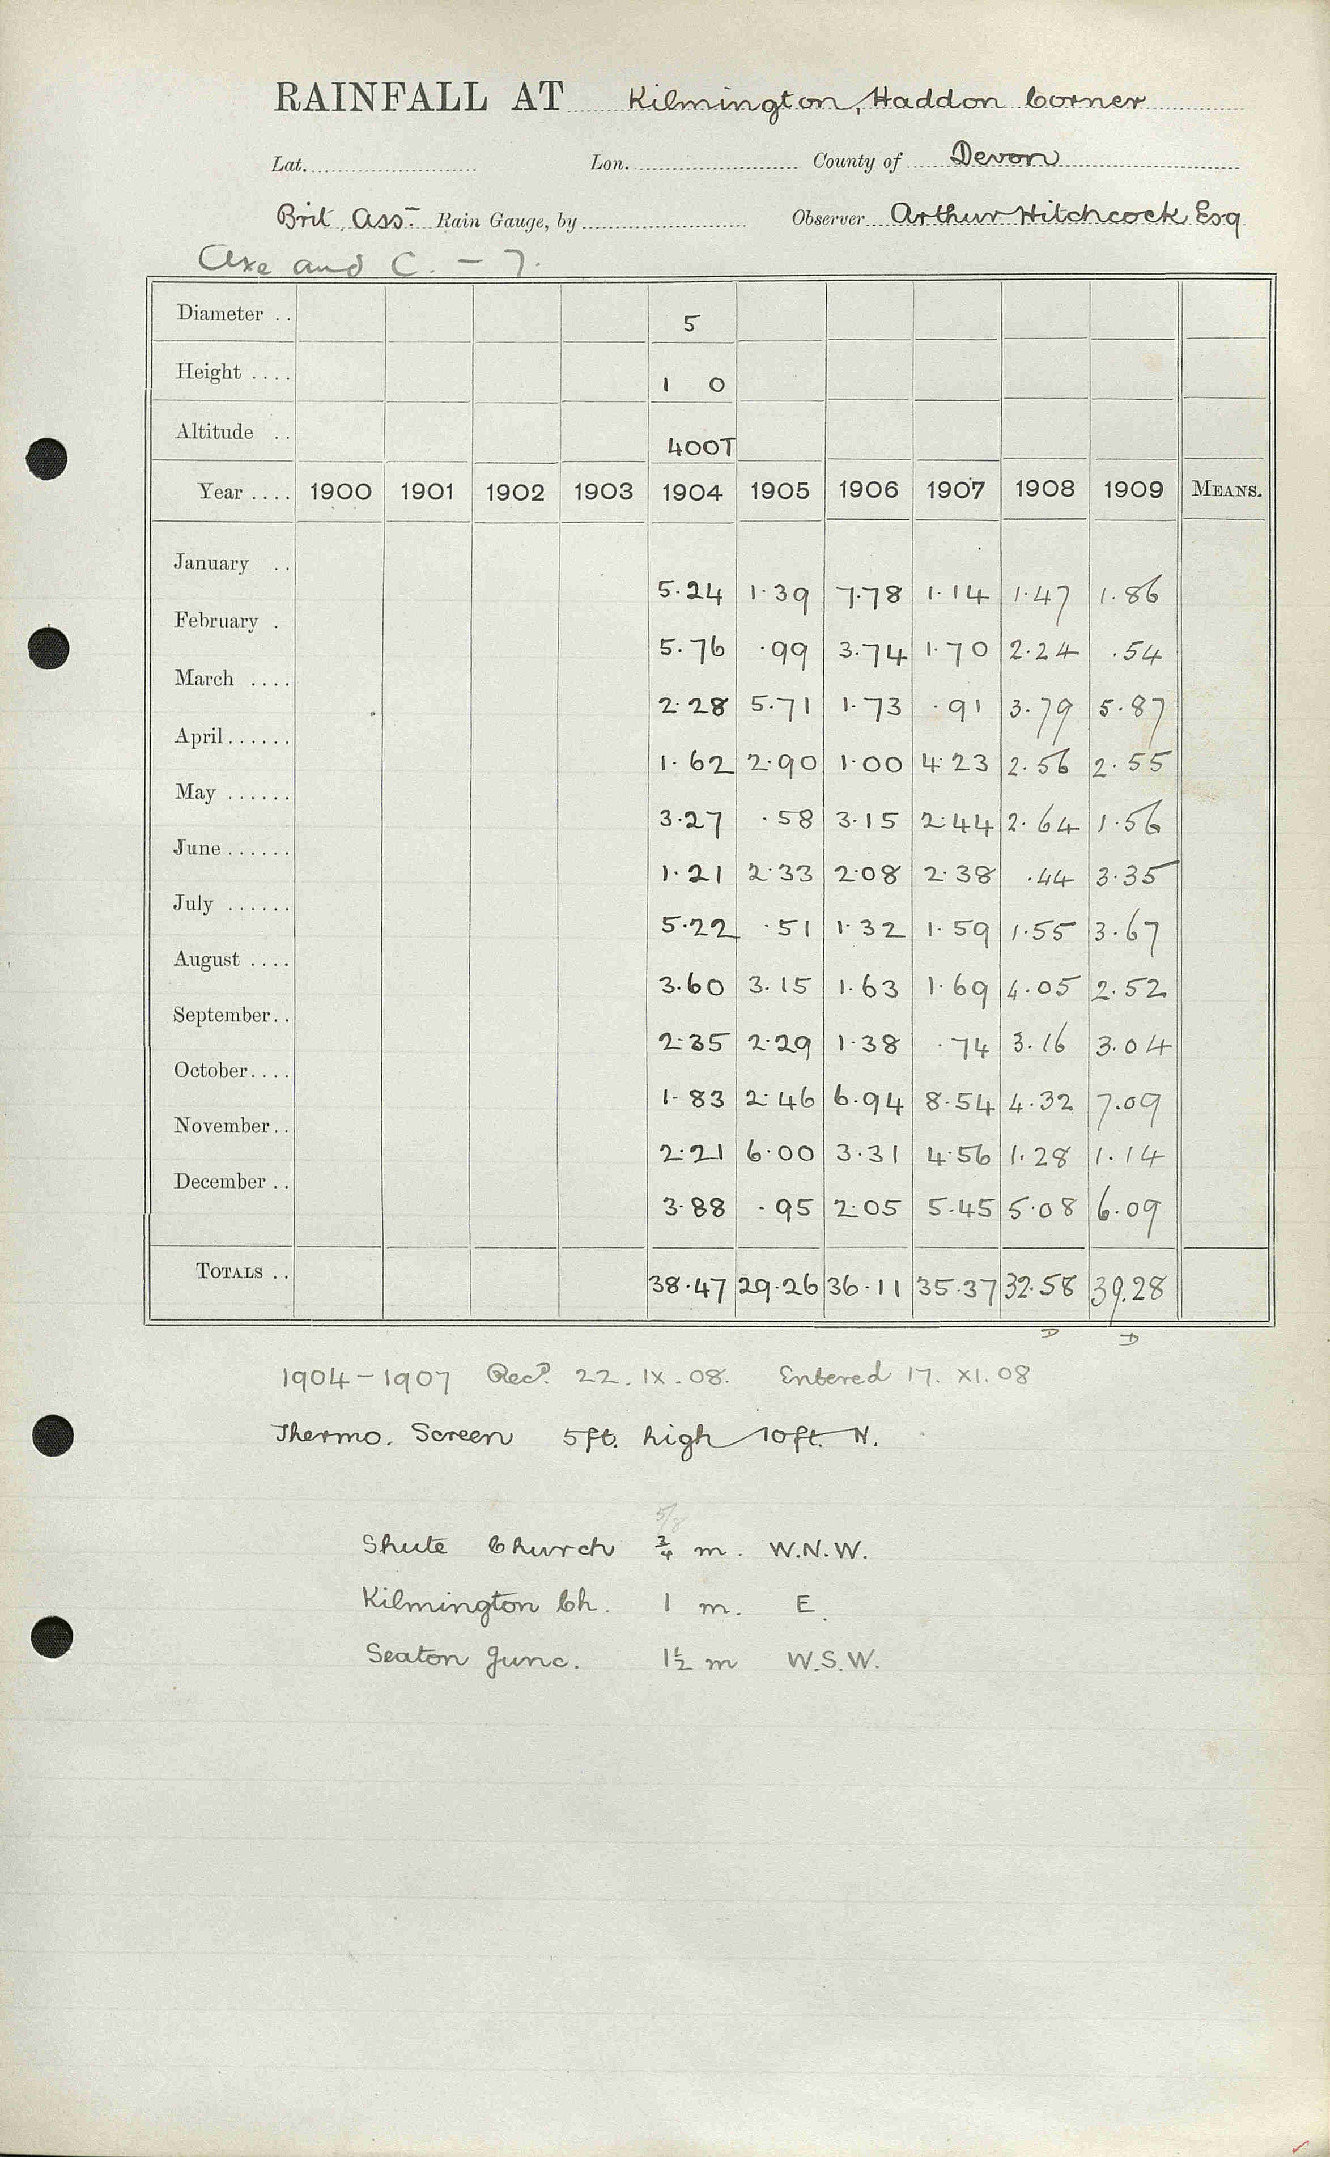 RAINFALL AT Kilmington, Haddon Corner
Lat. Lon. County of Devon
Brit. Assn. Rain Gauge, by Observer Arthur Hitchcock Esq
Axe and C. - 7.
Diameter .. 5
Height .... 1 0
Altitude .. 400T
Year .... 1900 1901 1902 1903 1904 1905 1906 1907 1908 1909 MEANS.
January .. 5.24 1.39 7.78 1.14 1.47 1.86
February . 5.76 .99 3.74 1.70 2.24 .54
March .... 2.28 5.71 1.73 .91 3.79 5.87
April...... 1.62 2.90 1.00 4.23 2.56 2.55
May ...... 3.27 .58 3.15 2.44 2.64 1.56
June ...... 1.21 2.33 2.08 2.38 .44 3.35
July ...... 5.22 .51 1.32 1.59 1.55 3.67
August .... 3.60 3.15 1.63 1.69 4.05 2.52
September.. 2.35 2.29 1.38 .74 3.16 3.04
October.... 1.83 2.46 6.94 8.54 4.32 7.09
November.. 2.21 6.00 3.31 4.56 1.28 1.14
December .. 3.88 .95 2.05 5.45 5.08 6.09
TOTALS .. 38.47 29.26 36.11 35.37 32.58 39.28
D D
1904-1907 Recd. 22.IX.08. Entered 17.XI.08
Thermo. Screen 5ft. high 10ft. N.
5/8
Shute Church 3/4 m. W.N.W.
Kilmington Ch. 1 m. E.
Seaton Junc. 1 1/2 m W.S.W.